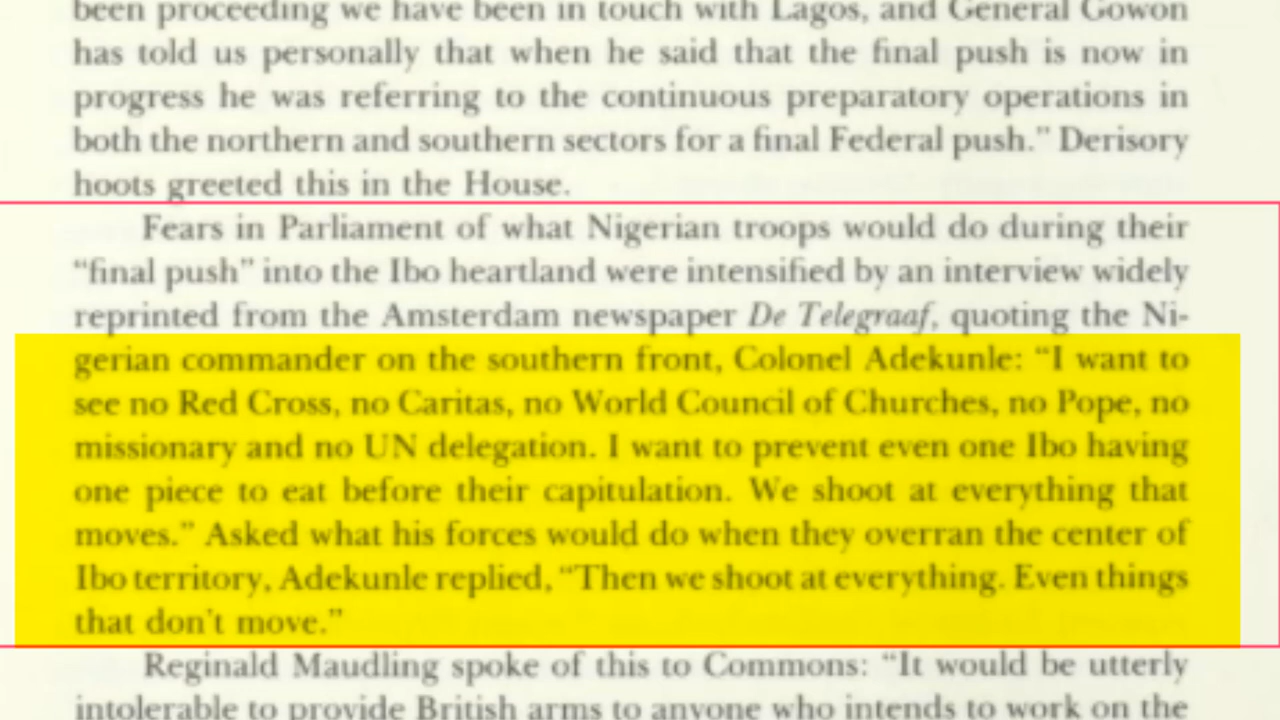 been proceeding we have been in touch with Lagos, and General Gowon
has told us personally that when he said that the final push is now in
progress he was referring to the continuous preparatory operations in
both the northern and southern sectors for a final Federal push.” Derisory
hoots greeted this in the House.
Fears in Parliament of what Nigerian troops would do during their
“final push” into the Ibo heartland were intensified by an interview widely
reprinted from the Amsterdam newspaper De Telegraaf, quoting the Ni-
gerian commander on the southern front, Colonel Adekunle: “I want to
see no Red Cross, no Caritas, no World Council of Churches, no Pope, no
missionary and no UN delegation. I want to prevent even one Ibo having
one piece to eat before their capitulation. We shoot at everything that
moves.” Asked what his forces would do when they overran the center of
Ibo territory, Adekunle replied, “Then we shoot at everything. Even things
that don’t move.”
Reginald Maudling spoke of this to Commons: “It would be utterly
intolerable to provide British arms to anyone who intends to work on the